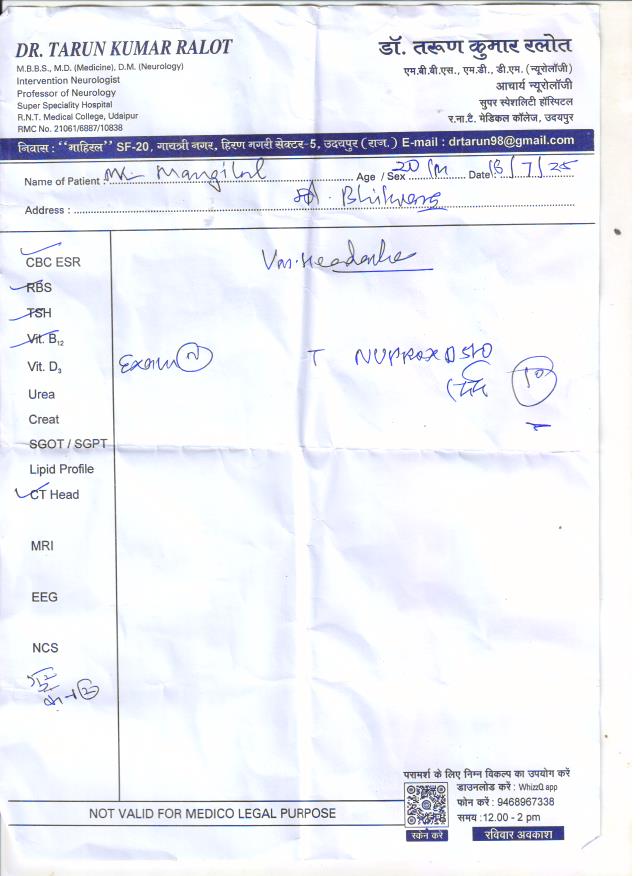 DR. TARUN KUMAR RALOT
M.B.B.S., M.D. (Medicine), D.M. (Neurology)
Intervention Neurologist
Professor of Neurology
Super Speciality Hospital
R.N.T. Medical College, Udaipur
RMC No. 21061/6887/10838
डॉ. तरूण कुमार रलोत
एम.बी.बी.एस., एम.डी., डी.एम. (न्यूरोलॉजी)
आचार्य न्यूरोलॉजी
सुपर स्पेशलिटी हॉस्पिटल
र.ना.टै. मेडिकल कॉलेज, उदयपुर
निवास : "माहिरल" SF-20, गायत्री नगर, हिरण नगरी सेक्टर-5, उदयपुर (राज.) E-mail : drtarun98@gmail.com
Name of Patient : Mr Mangilal Age / Sex 20 / M Date 18/7/25
Address :
CBC ESR
RBS
TSH
Vit. B12
Vit. D3
Urea
Creat
SGOT / SGPT
Lipid Profile
CT Head
MRI
EEG
NCS
Headache
Exam N
T NUPROX D 510
10
NOT VALID FOR MEDICO LEGAL PURPOSE
परामर्श के लिए निम्न विकल्प का उपयोग करें
डाउनलोड करें : WhizzQ app
फोन करें : 9468967338
समय :12.00 - 2 pm
स्कॅन करे
रविवार अवकाश